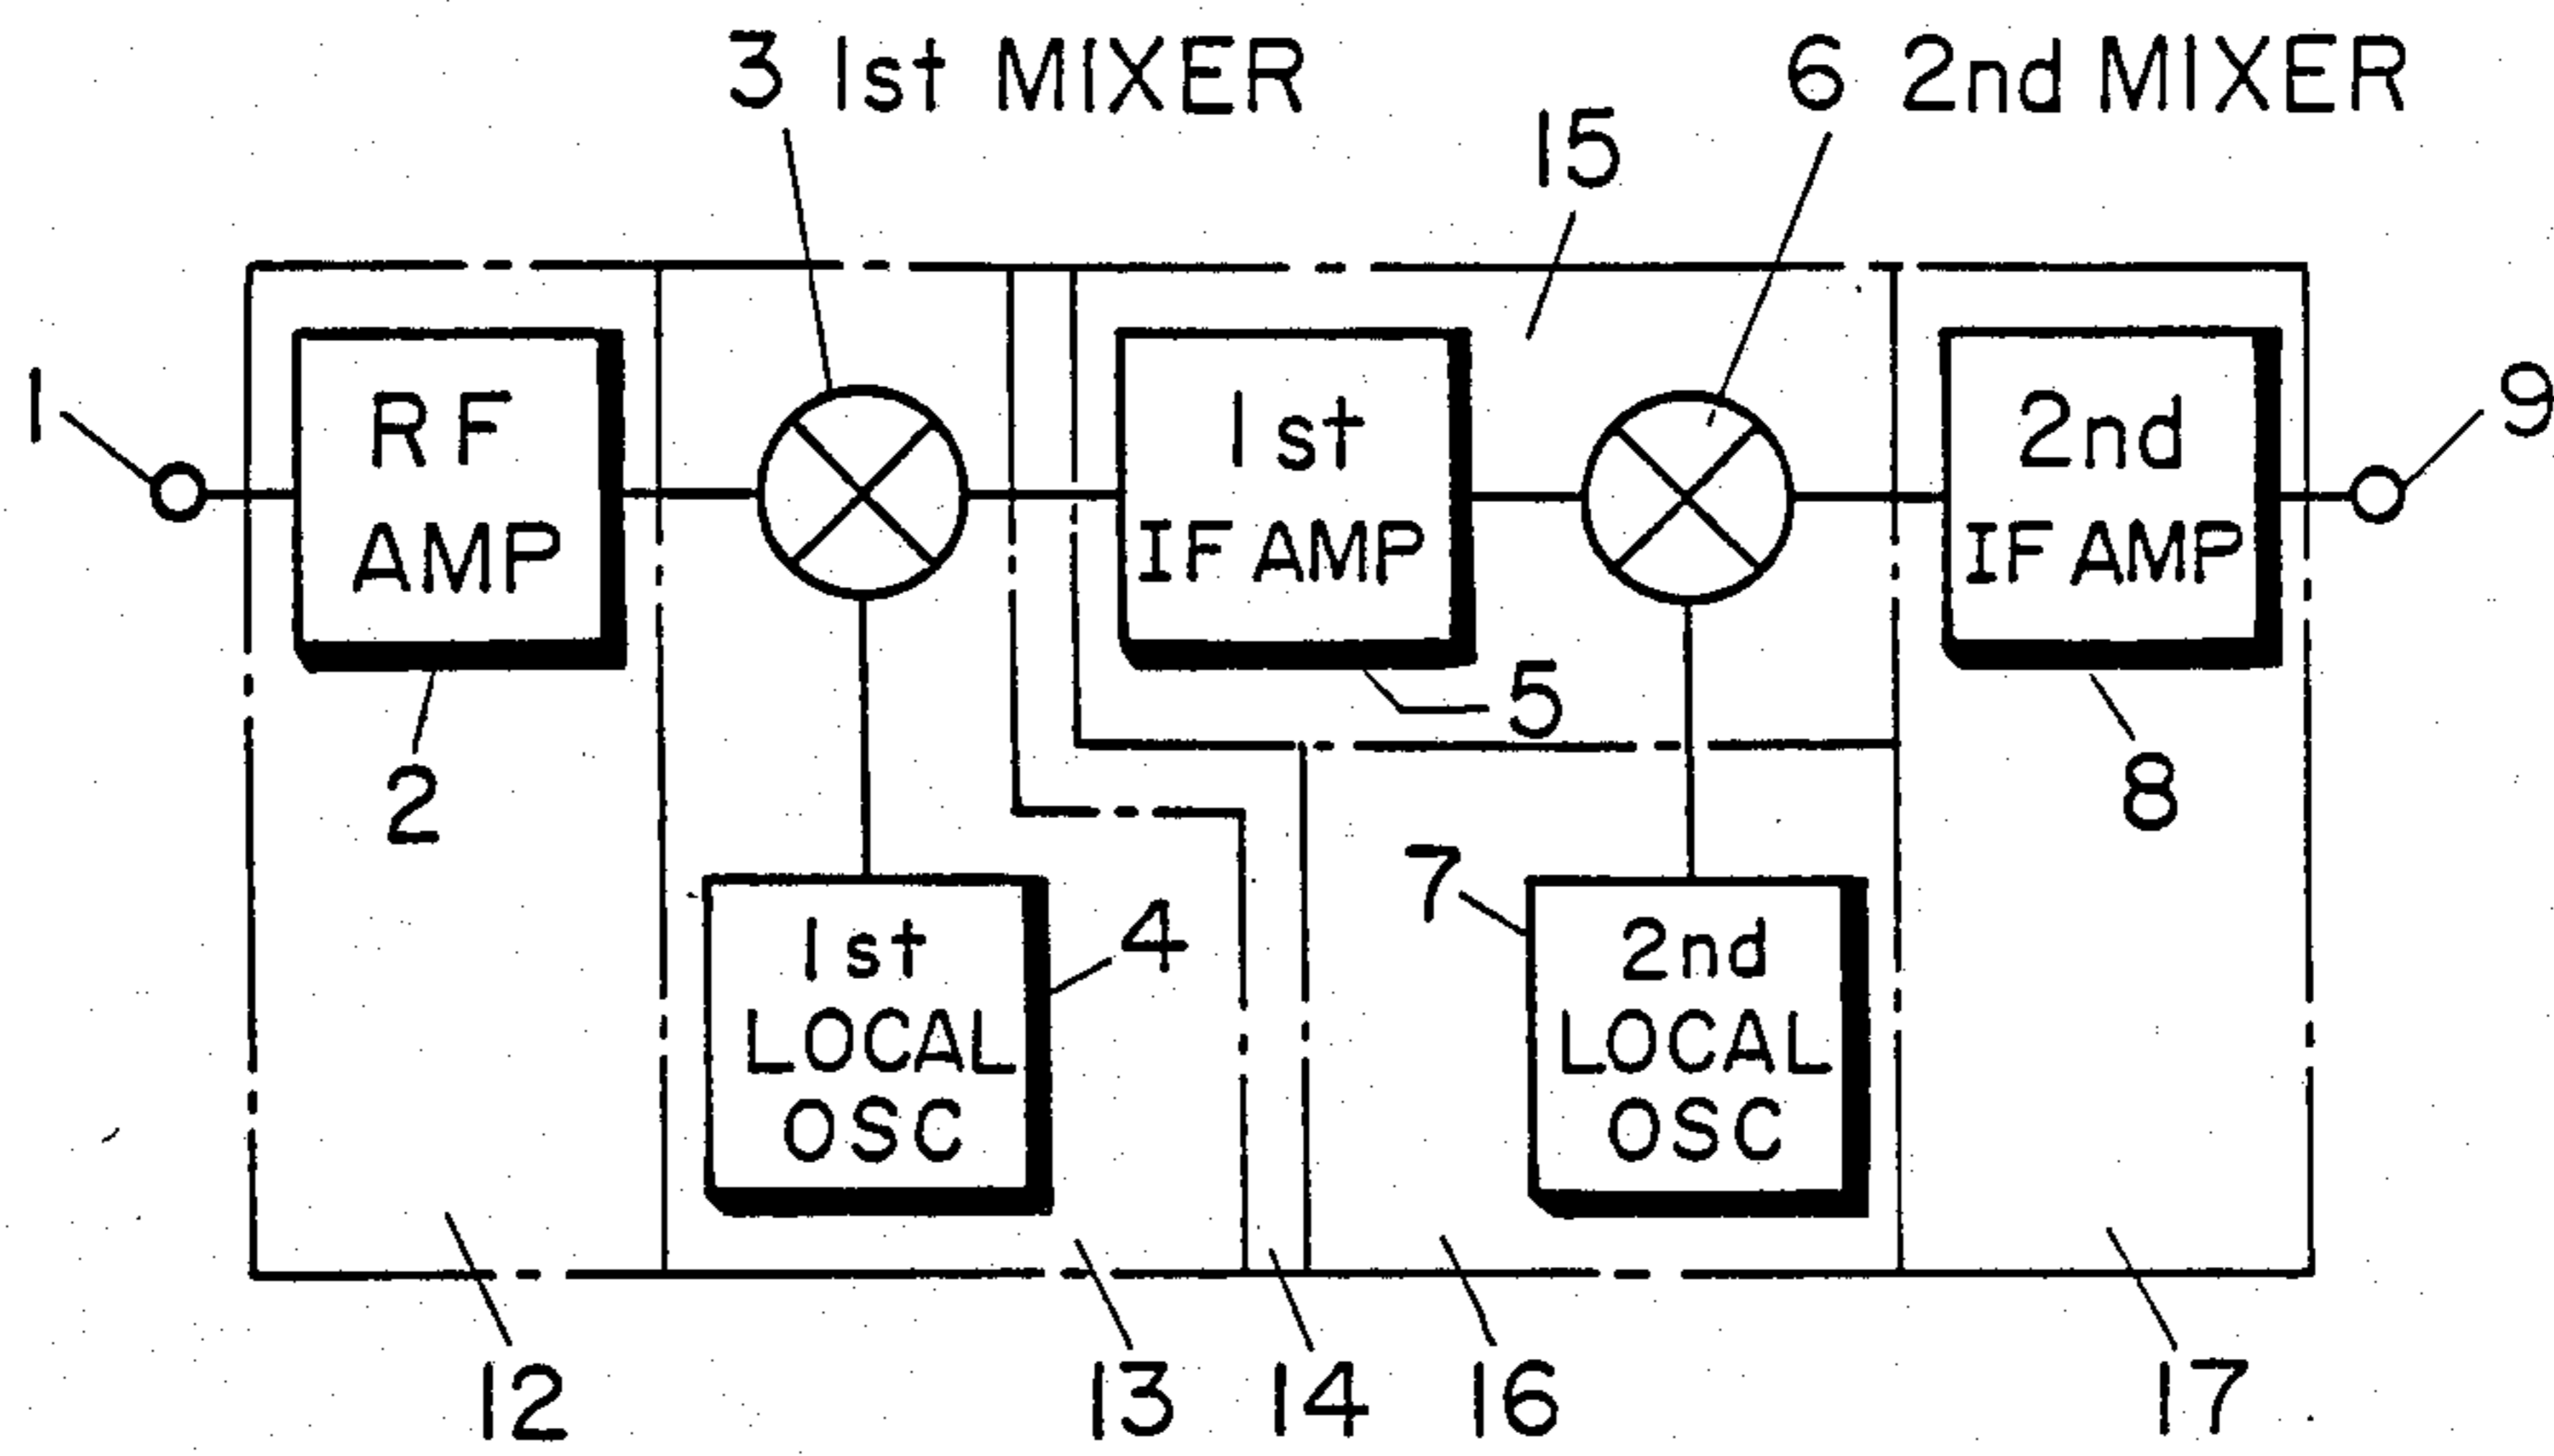 3 1st MIXER
6 2nd MIXER
15
1
RF
AMP
2
1st
IF AMP
5
2nd
IF AMP
8
9
1st
LOCAL
OSC
4
7
2nd
LOCAL
OSC
12
13
14
16
17